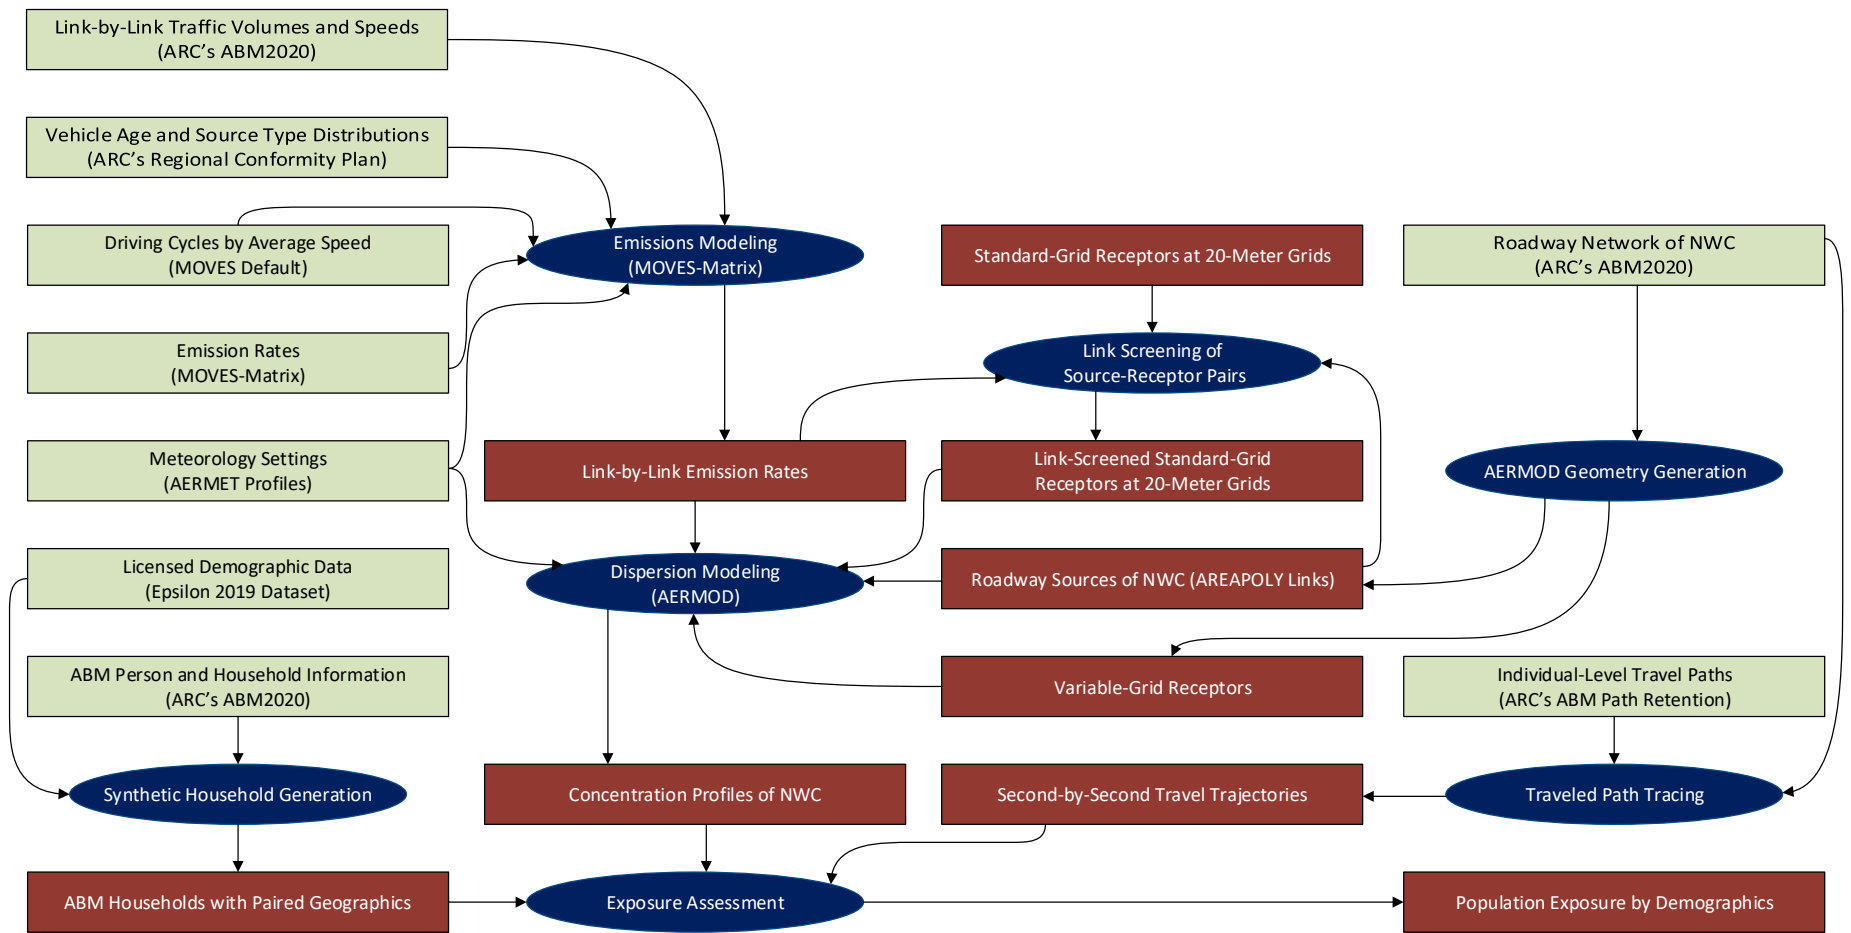 Link-by-Link Traffic Volumes and Speeds
(ARC’s ABM2020)
Vehicle Age and Source Type Distributions
(ARC’s Regional Conformity Plan)
Driving Cycles by Average Speed
(MOVES Default)
Emissions Modeling
(MOVES-Matrix)
Standard-Grid Receptors at 20-Meter Grids
Roadway Network of NWC
(ARC’s ABM2020)
Emission Rates
(MOVES-Matrix)
Link Screening of
Source-Receptor Pairs
Meteorology Settings
(AERMET Profiles)
Link-by-Link Emission Rates
Link-Screened Standard-Grid
Receptors at 20-Meter Grids
AERMOD Geometry Generation
Licensed Demographic Data
(Epsilon 2019 Dataset)
Dispersion Modeling
(AERMOD)
Roadway Sources of NWC (AREAPOLY Links)
ABM Person and Household Information
(ARC’s ABM2020)
Variable-Grid Receptors
Individual-Level Travel Paths
(ARC’s ABM Path Retention)
Synthetic Household Generation
Concentration Profiles of NWC
Second-by-Second Travel Trajectories
Traveled Path Tracing
ABM Households with Paired Geographics
Exposure Assessment
Population Exposure by Demographics